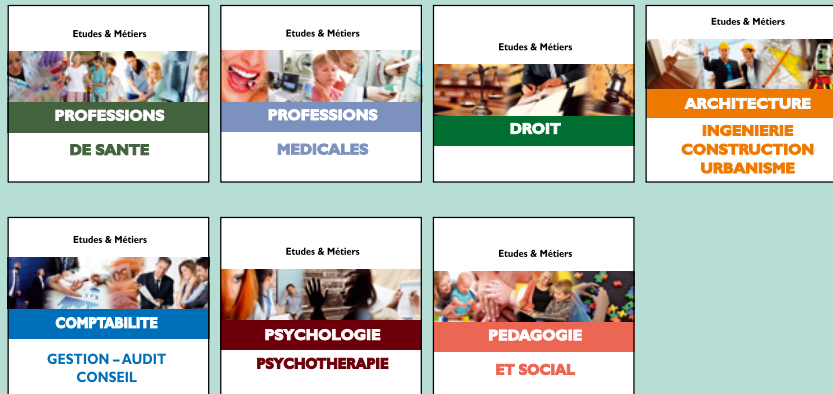 Etudes & Métiers
PROFESSIONS
DE SANTE
Etudes & Métiers
PROFESSIONS
MEDICALES
Etudes & Métiers
DROIT
Etudes & Métiers
ARCHITECTURE
INGENIERIE
CONSTRUCTION
URBANISME
Etudes & Métiers
COMPTABILITE
GESTION – AUDIT
CONSEIL
Etudes & Métiers
PSYCHOLOGIE
PSYCHOTHERAPIE
Etudes & Métiers
PEDAGOGIE
ET SOCIAL